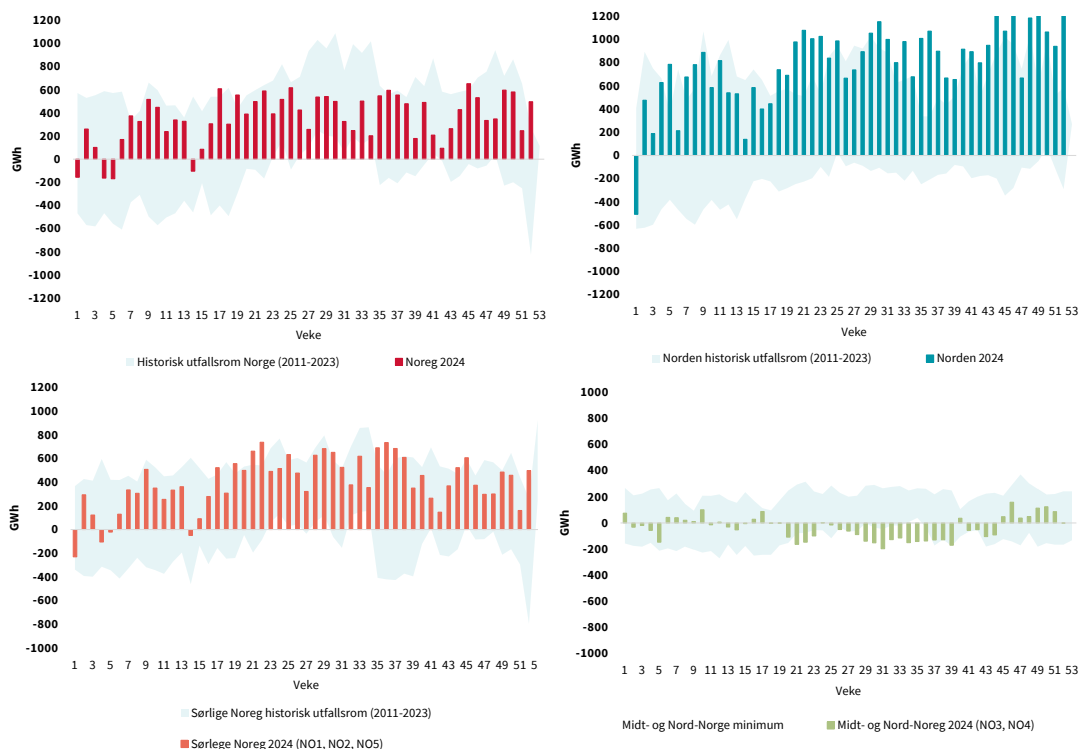 1200
1000
800
600
400
200
0
-200
-400
-600
-800
-1000
-1200
GWh
1 3 5 7 9 11 13 15 17 19 21 23 25 27 29 31 33 35 37 39 41 43 45 47 49 51 53
Veke
Historisk utfallsrom Norge (2011-2023)
Noreg 2024
1200
1000
800
600
400
200
0
-200
-400
-600
-800
-1000
-1200
GWh
1 3 5 7 9 11 13 15 17 19 21 23 25 27 29 31 33 35 37 39 41 43 45 47 49 51 53
Veke
Norden historisk utfallsrom (2011-2023)
Norden 2024
1200
1000
800
600
400
200
0
-200
-400
-600
-800
-1000
GWh
1 3 5 7 9 11 13 15 17 19 21 23 25 27 29 31 33 35 37 39 41 43 45 47 49 51 5
Veke
Sørlige Noreg historisk utfallsrom (2011-2023)
Sørlege Noreg 2024 (NO1, NO2, NO5)
1000
800
600
400
200
0
-200
-400
-600
-800
-1000
GWh
1 3 5 7 9 11 13 15 17 19 21 23 25 27 29 31 33 35 37 39 41 43 45 47 49 51 53
Veke
Midt- og Nord-Norge minimum
Midt- og Nord-Noreg 2024 (NO3, NO4)